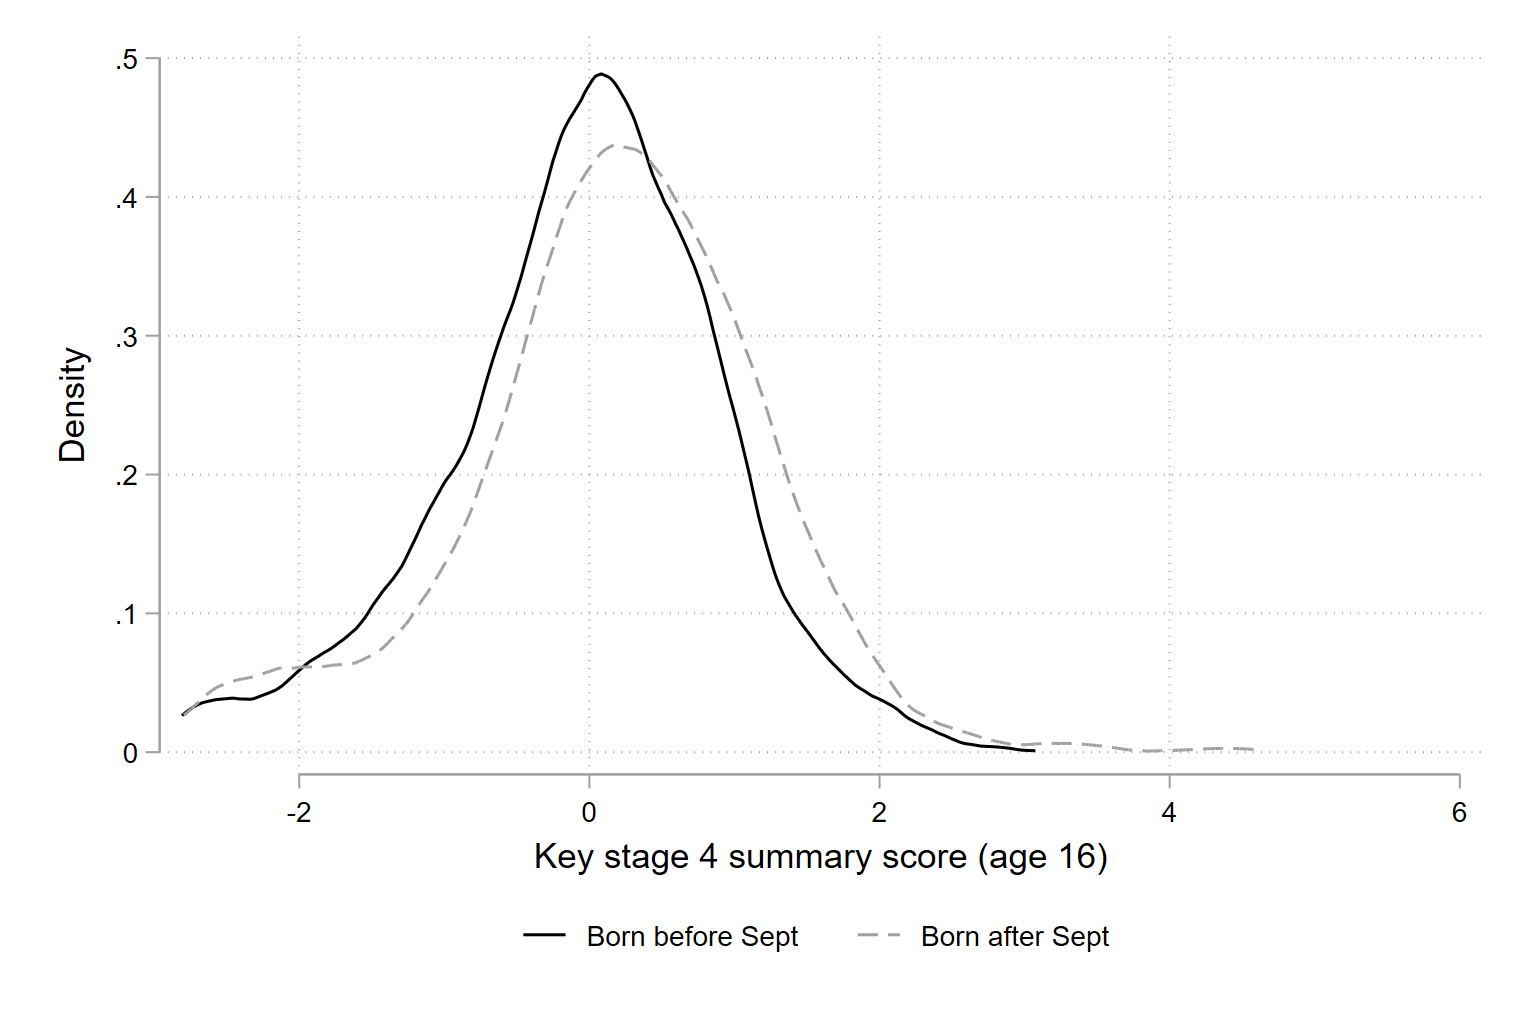 .5
.4
.3
.2
.1
0
Density
-2 0 2 4 6
Key stage 4 summary score (age 16)
Born before Sept Born after Sept